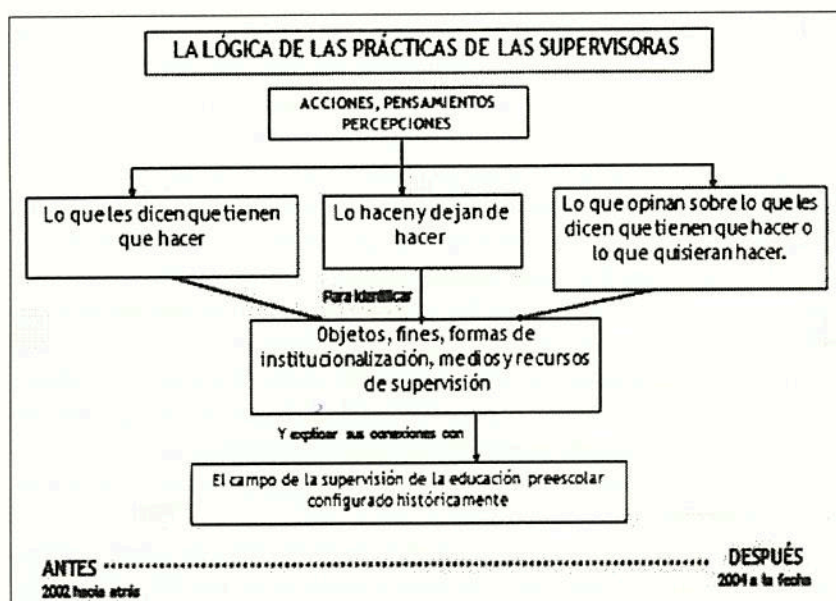 LA LÓGICA DE LAS PRÁCTICAS DE LAS SUPERVISORAS
ACCIONES, PENSAMIENTOS
PERCEPCIONES
Lo que les dicen que tienen
que hacer
Lo hacen y dejan de
hacer
Lo que opinan sobre lo que les
dicen que tienen que hacer o
lo que quisieran hacer.
Para identificar
Objetos, fines, formas de
institucionalización, medios y recursos
de supervisión
Y explicar sus conexiones con
El campo de la supervisión de la educación preescolar
configurado históricamente
ANTES
2002 hacia atrás
DESPUÉS
2004 a la fecha